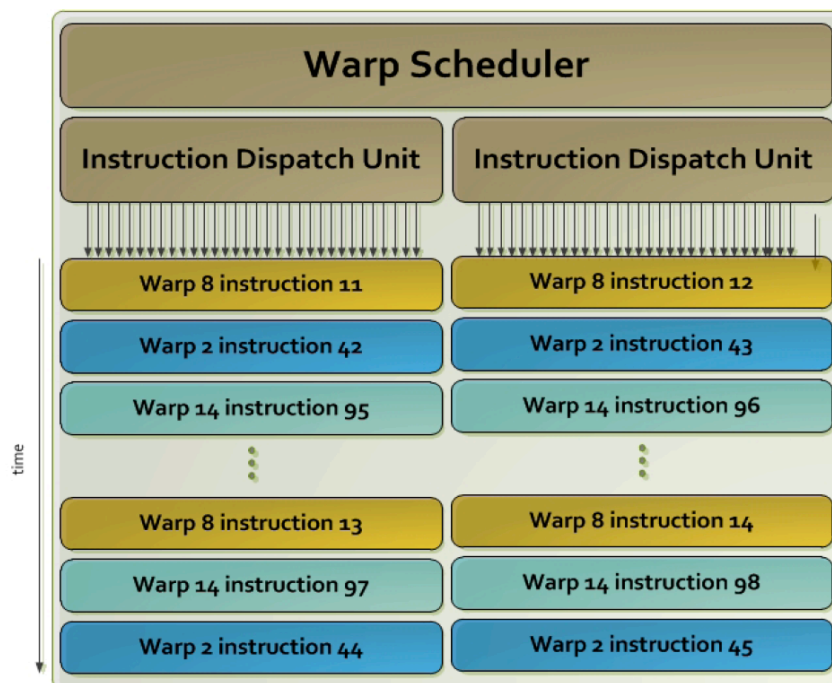 Warp Scheduler
Instruction Dispatch Unit
Instruction Dispatch Unit
Warp 8 instruction 11
Warp 8 instruction 12
Warp 2 instruction 42
Warp 2 instruction 43
Warp 14 instruction 95
Warp 14 instruction 96
time
Warp 8 instruction 13
Warp 8 instruction 14
Warp 14 instruction 97
Warp 14 instruction 98
Warp 2 instruction 44
Warp 2 instruction 45